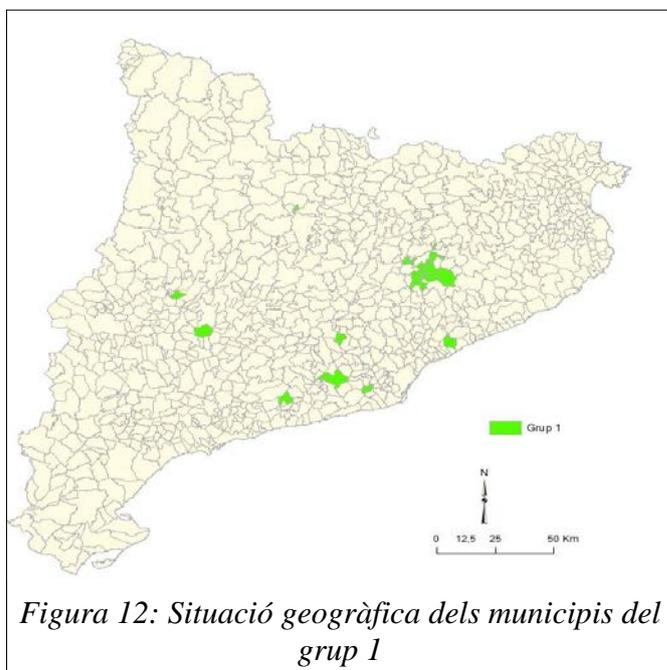 Grup 1
N
0 12,5 25 50 Km
Figura 12: Situació geogràfica dels municipis del
grup 1